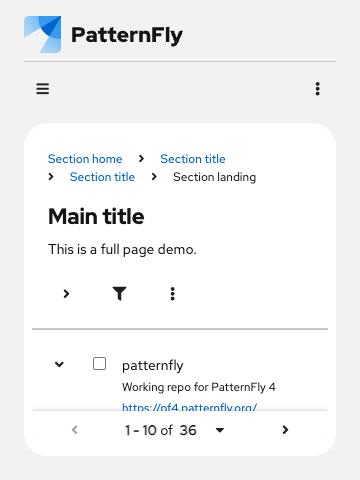 PatternFly
Section home Section title
Section title Section landing
Main title
This is a full page demo.
patternfly
Working repo for PatternFly 4
https://pf4.patternfly.org/
1 - 10 of 36